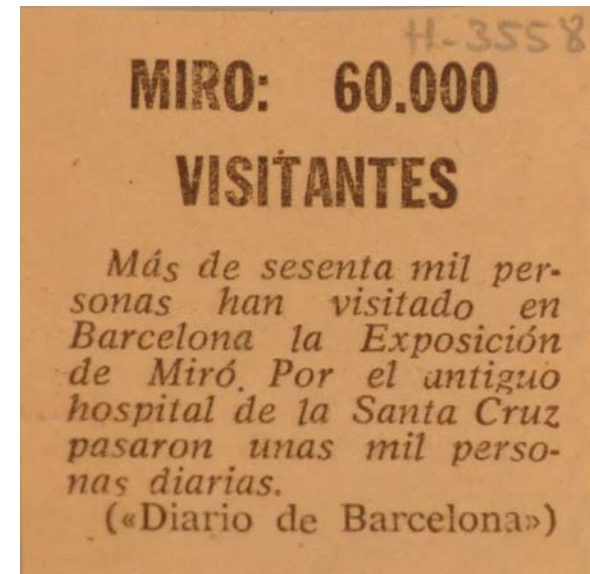 H-3558
MIRO: 60.000
VISITANTES
Más de sesenta mil per-
sonas han visitado en
Barcelona la Exposición
de Miró. Por el antiguo
hospital de la Santa Cruz
pasaron unas mil perso-
nas diarias.
(«Diario de Barcelona»)